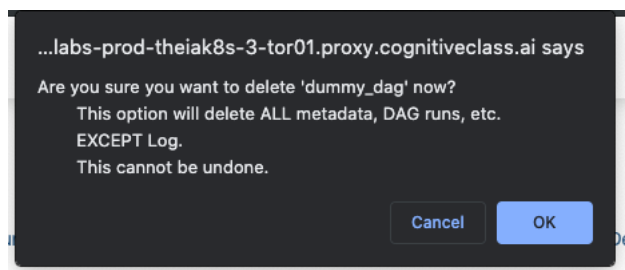 ...labs-prod-theiak8s-3-tor01.proxy.cognitiveclass.ai says
Are you sure you want to delete 'dummy_dag' now?
This option will delete ALL metadata, DAG runs, etc.
EXCEPT Log.
This cannot be undone.
Cancel OK